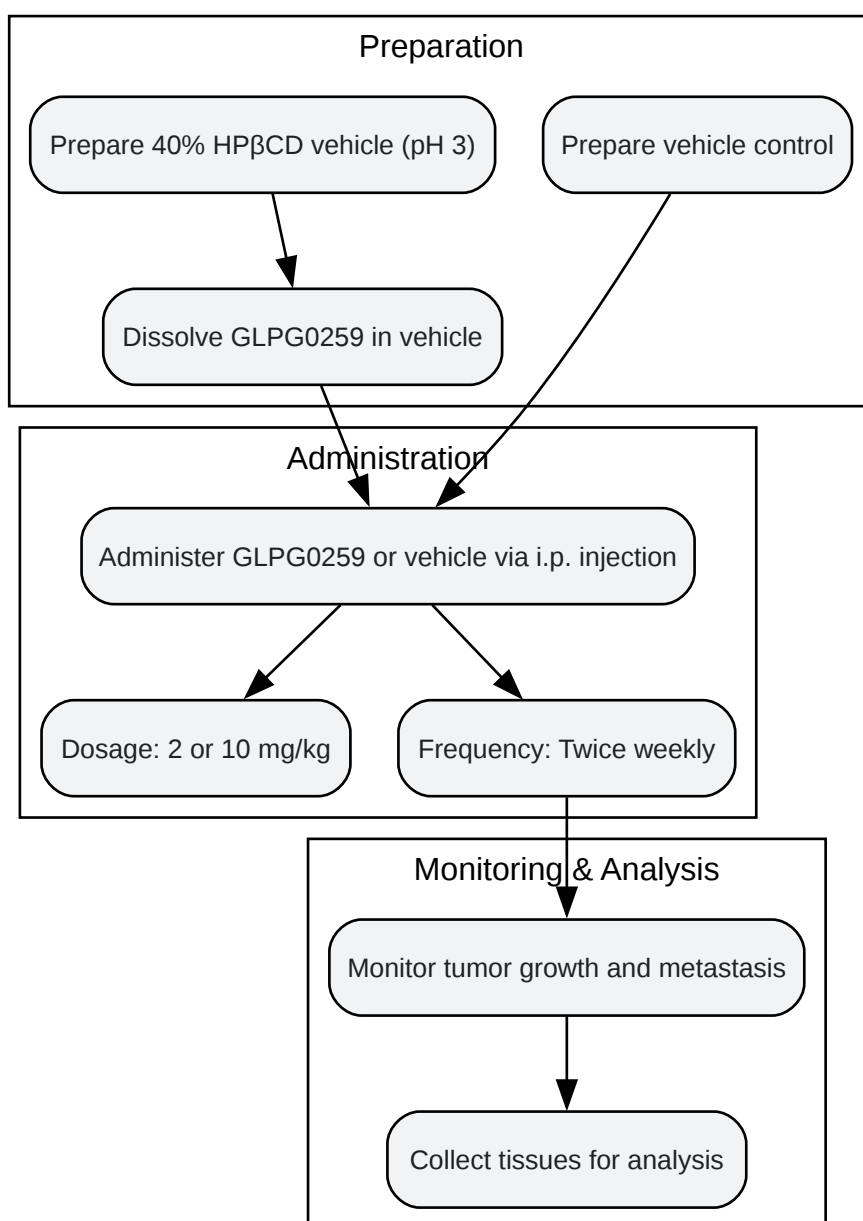 Preparation
Prepare 40% HPβCD vehicle (pH 3)
Prepare vehicle control
Dissolve GLPG0259 in vehicle
Administration
Administer GLPG0259 or vehicle via i.p. injection
Dosage: 2 or 10 mg/kg
Frequency: Twice weekly
Monitoring & Analysis
Monitor tumor growth and metastasis
Collect tissues for analysis